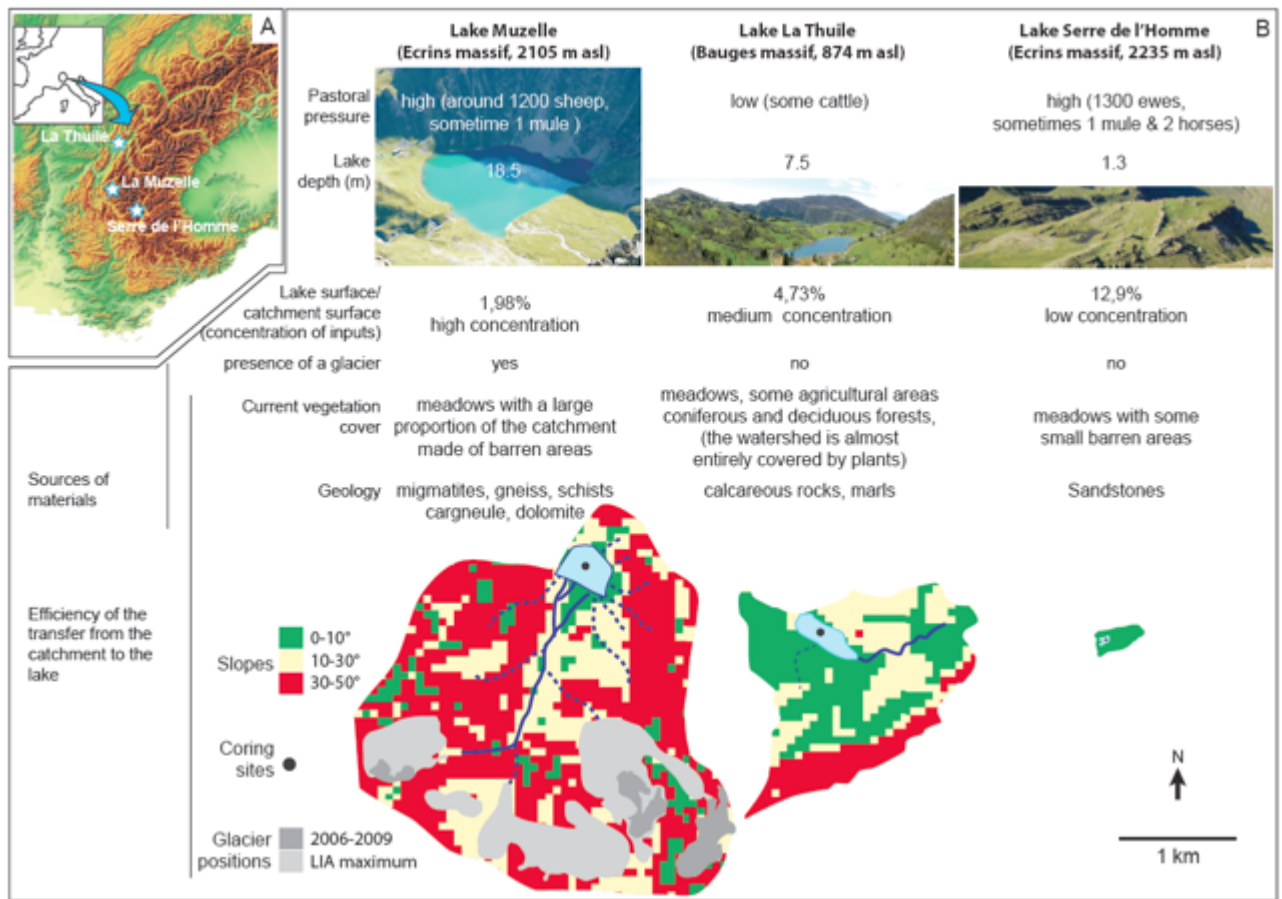 A
La Thuile
La Muzelle
Serre de l'Homme
B
Lake Muzelle
(Ecrins massif, 2105 m asl)
Lake La Thuile
(Bauges massif, 874 m asl)
Lake Serre de l'Homme
(Ecrins massif, 2235 m asl)
Pastoral
pressure
high (around 1200 sheep,
sometime 1 mule )
low (some cattle)
high (1300 ewes,
sometimes 1 mule & 2 horses)
Lake
depth (m)
18.5
7.5
1.3
Lake surface/
catchment surface
(concentration of inputs)
1,98%
high concentration
4,73%
medium concentration
12,9%
low concentration
presence of a glacier
yes
no
no
Current vegetation
cover
meadows with a large
proportion of the catchment
made of barren areas
meadows, some agricultural areas
coniferous and deciduous forests,
(the watershed is almost
entirely covered by plants)
meadows with some
small barren areas
Sources of
materials
Geology
migmatites, gneiss, schists
cargneule, dolomite
calcareous rocks, marls
Sandstones
Efficiency of the
transfer from the
catchment to the
lake
Slopes
0-10°
10-30°
30-50°
Coring
sites
Glacier
positions
2006-2009
LIA maximum
N
1 km